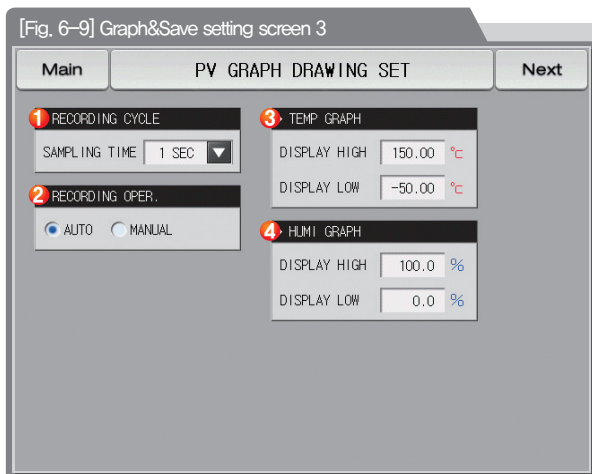 [Fig. 6-9] Graph&Save setting screen 3
Main PV GRAPH DRAWING SET Next
1 RECORDING CYCLE
SAMPLING TIME 1 SEC
2 RECORDING OPER.
AUTO MANUAL
3 TEMP GRAPH
DISPLAY HIGH 150.00 ℃
DISPLAY LOW -50.00 ℃
4 HUMI GRAPH
DISPLAY HIGH 100.0 %
DISPLAY LOW 0.0 %